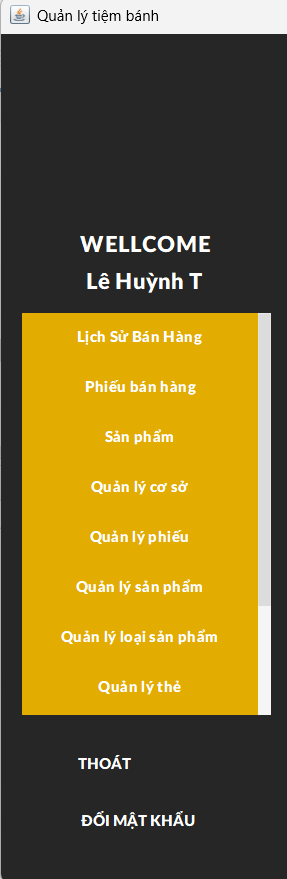 Quản lý tiệm bánh
WELLCOME
Lê Huỳnh T
Lịch Sử Bán Hàng
Phiếu bán hàng
Sản phẩm
Quản lý cơ sở
Quản lý phiếu
Quản lý sản phẩm
Quản lý loại sản phẩm
Quản lý thẻ
THOÁT
ĐỔI MẬT KHẨU